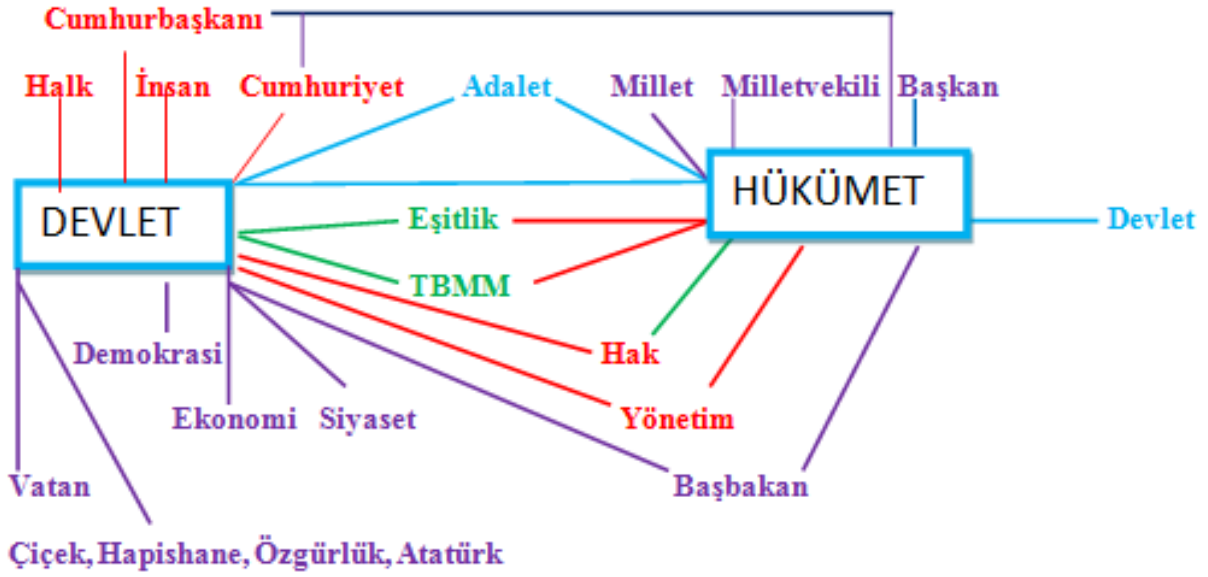 Cumhurbaşkanı
Halk İnsan Cumhuriyet Adalet Millet Milletvekili Başkan
DEVLET HÜKÜMET
Eşitlik Devlet
TBMM
Demokrasi Hak
Ekonomi Siyaset Yönetim
Vatan Başbakan
Çiçek, Hapishane, Özgürlük, Atatürk